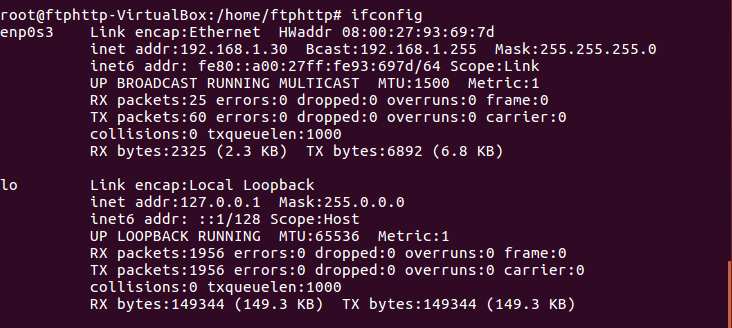 root@ftphttp-VirtualBox:/home/ftphttp# ifconfig
enp0s3    Link encap:Ethernet  HWaddr 08:00:27:93:69:7d
          inet addr:192.168.1.30  Bcast:192.168.1.255  Mask:255.255.255.0
          inet6 addr: fe80::a00:27ff:fe93:697d/64 Scope:Link
          UP BROADCAST RUNNING MULTICAST  MTU:1500  Metric:1
          RX packets:25 errors:0 dropped:0 overruns:0 frame:0
          TX packets:60 errors:0 dropped:0 overruns:0 carrier:0
          collisions:0 txqueuelen:1000
          RX bytes:2325 (2.3 KB)  TX bytes:6892 (6.8 KB)

lo        Link encap:Local Loopback
          inet addr:127.0.0.1  Mask:255.0.0.0
          inet6 addr: ::1/128 Scope:Host
          UP LOOPBACK RUNNING  MTU:65536  Metric:1
          RX packets:1956 errors:0 dropped:0 overruns:0 frame:0
          TX packets:1956 errors:0 dropped:0 overruns:0 carrier:0
          collisions:0 txqueuelen:1000
          RX bytes:149344 (149.3 KB)  TX bytes:149344 (149.3 KB)